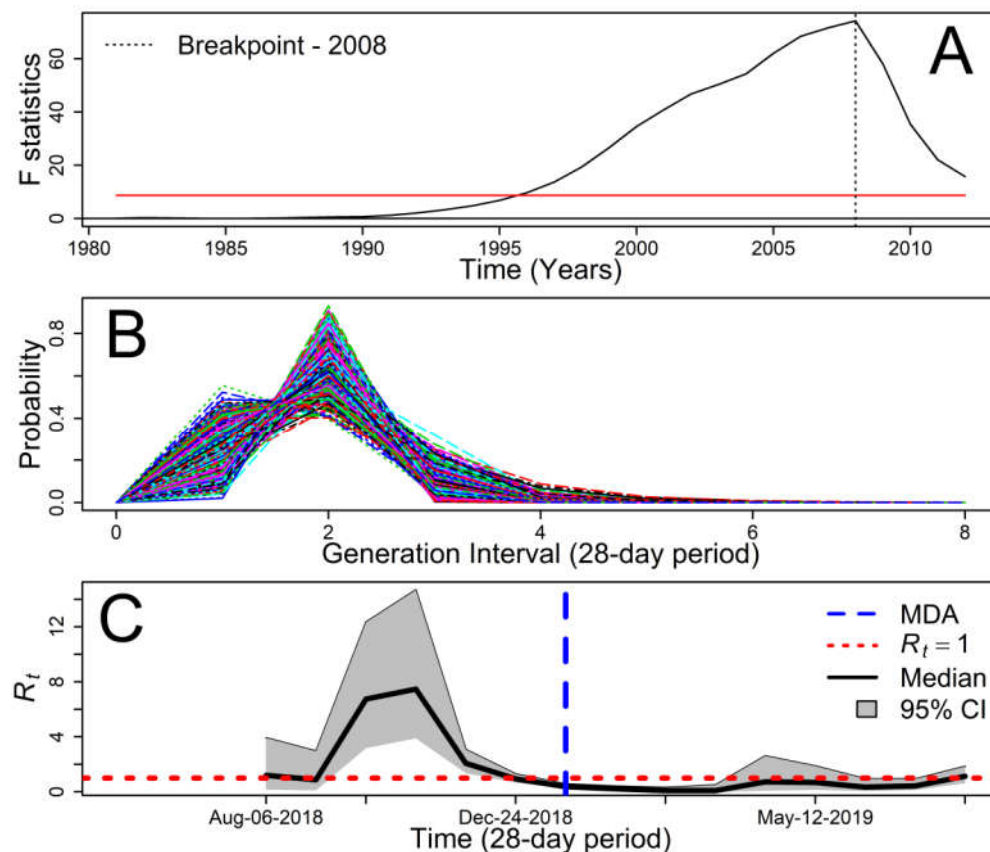 Breakpoint - 2008
A
F statistics
0 20 40 60
1980 1985 1990 1995 2000 2005 2010
Time (Years)
B
Probability
0.0 0.4 0.8
0 2 4 6 8
Generation Interval (28-day period)
C
MDA
Rt = 1
Median
95% CI
Rt
0 4 8 12
Aug-06-2018 Dec-24-2018 May-12-2019
Time (28-day period)